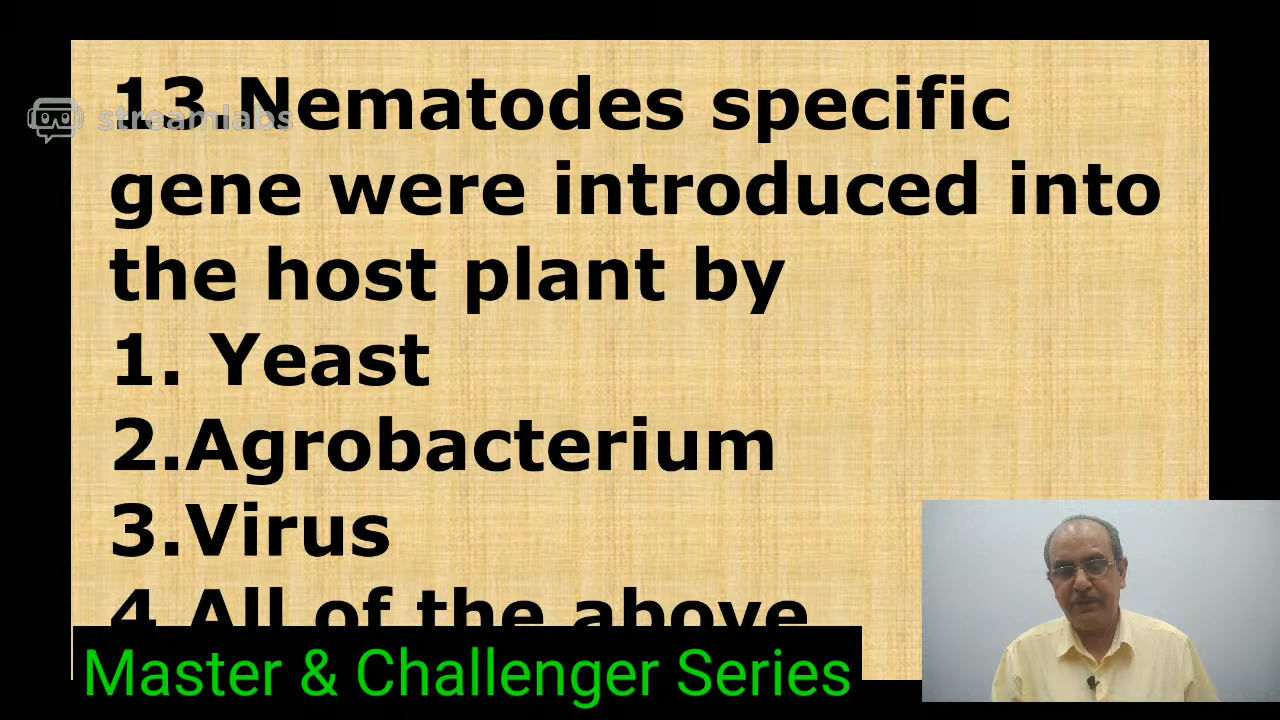 13.Nematodes specific
streamlabs
gene were introduced into
the host plant by
1. Yeast
2.Agrobacterium
3.Virus
4.All of the above
Master & Challenger Series